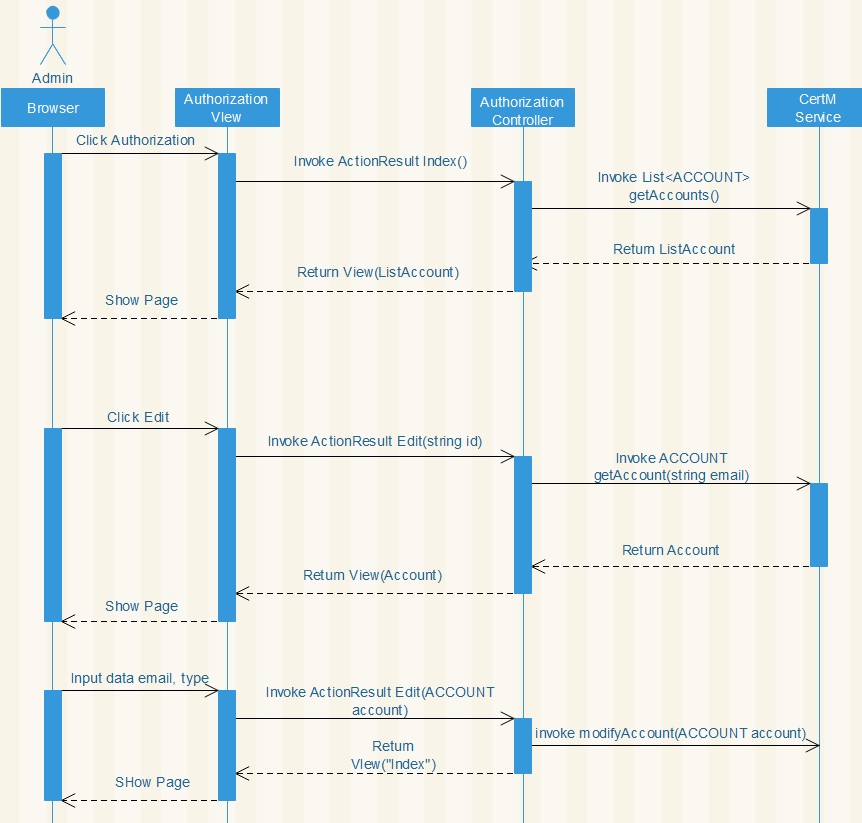 Admin
Browser
Authorization
VIew
Authorization
Controller
CertM
Service
Click Authorization
Invoke ActionResult Index()
Invoke List<ACCOUNT>
getAccounts()
Return ListAccount
Return View(ListAccount)
Show Page
Click Edit
Invoke ActionResult Edit(string id)
Invoke ACCOUNT
getAccount(string email)
Return Account
Return View(Account)
Show Page
Input data email, type
Invoke ActionResult Edit(ACCOUNT
account)
invoke modifyAccount(ACCOUNT account)
Return
VIew("Index")
SHow Page